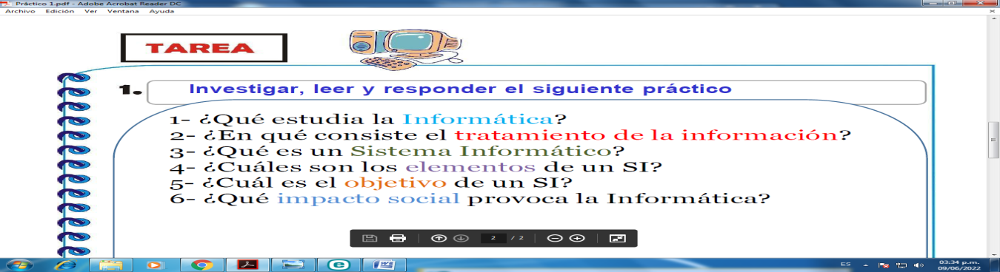 Práctico 1.pdf - Adobe Acrobat Reader DC
Archivo Edición Ver Ventana Ayuda
TAREA
1. Investigar, leer y responder el siguiente práctico
1- ¿Qué estudia la Informática?
2- ¿En qué consiste el tratamiento de la información?
3- ¿Qué es un Sistema Informático?
4- ¿Cuáles son los elementos de un SI?
5- ¿Cuál es el objetivo de un SI?
6- ¿Qué impacto social provoca la Informática?
2 / 2
ES
03:34 p.m.
09/06/2022